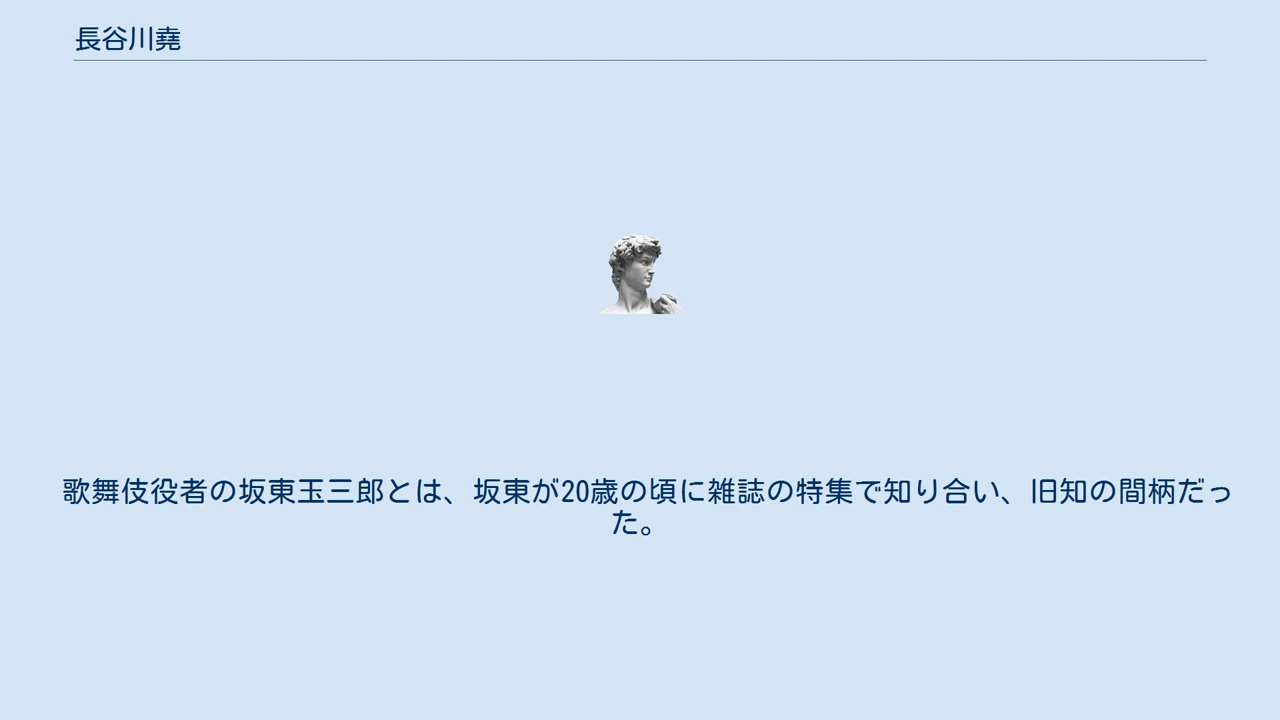 長谷川堯
歌舞伎役者の坂東玉三郎とは、坂東が20歳の頃に雑誌の特集で知り合い、旧知の間柄だっ
た。